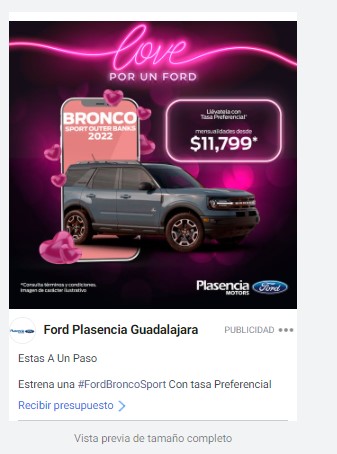 love
POR UN FORD
BRONCO
SPORT OUTER BANKS
2022
Llévatela con
Tasa Preferencial*
mensualidades desde
$11,799*
*Consulta términos y condiciones.
Imagen de carácter ilustrativo
Plasencia
MOTORS
Ford
Ford Plasencia Guadalajara
PUBLICIDAD
Estas A Un Paso
Estrena una #FordBroncoSport Con tasa Preferencial
Recibir presupuesto
Vista previa de tamaño completo